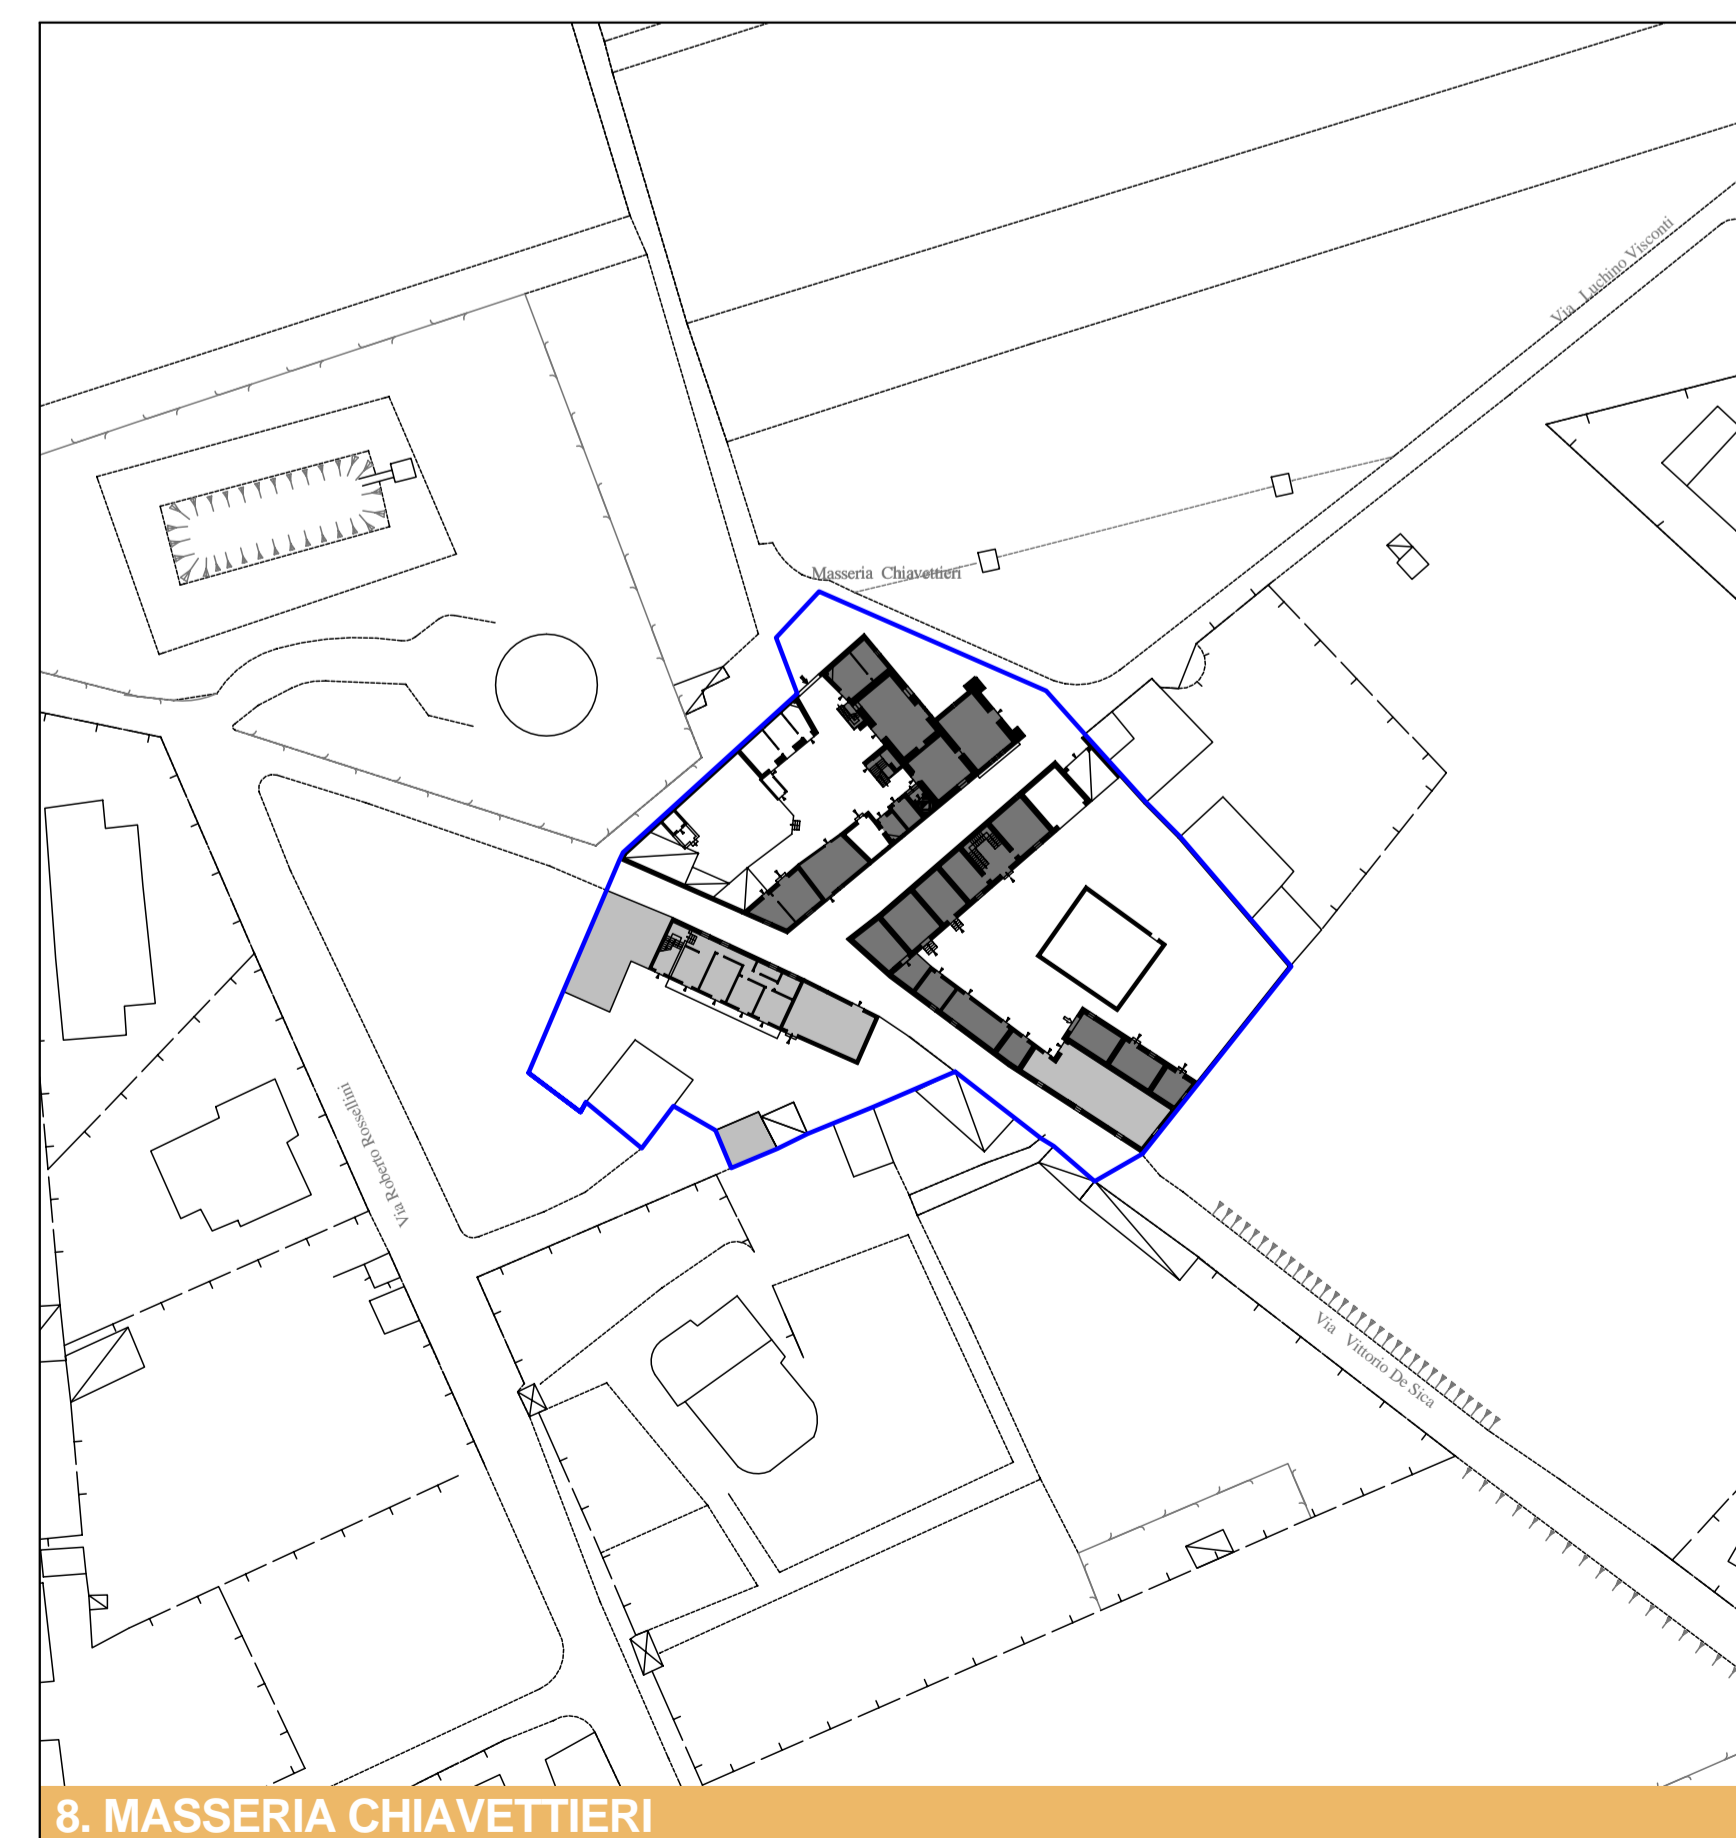 Via Luchino Visconti
Masseria Chiavettieri
Via Roberto Rossellini
Via Vittorio De Sica
8. MASSERIA CHIAVETTIERI